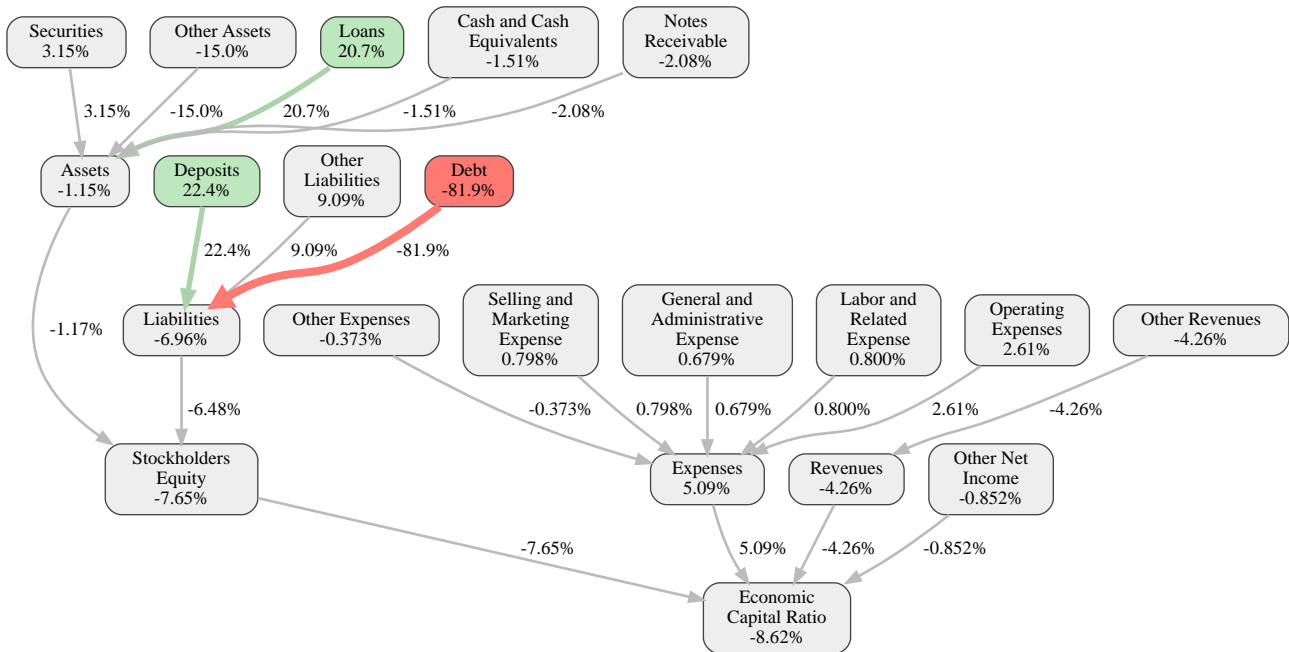 Securities
3.15%
Other Assets
-15.0%
Loans
20.7%
Cash and Cash
Equivalents
-1.51%
Notes
Receivable
-2.08%
3.15%
-15.0%
20.7%
-1.51%
-2.08%
Assets
-1.15%
Deposits
22.4%
Other
Liabilities
9.09%
Debt
-81.9%
22.4%
9.09%
-81.9%
-1.17%
Liabilities
-6.96%
Other Expenses
-0.373%
Selling and
Marketing
Expense
0.798%
General and
Administrative
Expense
0.679%
Labor and
Related
Expense
0.800%
Operating
Expenses
2.61%
Other Revenues
-4.26%
-6.48%
-0.373%
0.798%
0.679%
0.800%
2.61%
-4.26%
Stockholders
Equity
-7.65%
Expenses
5.09%
Revenues
-4.26%
Other Net
Income
-0.852%
-7.65%
5.09%
-4.26%
-0.852%
Economic
Capital Ratio
-8.62%